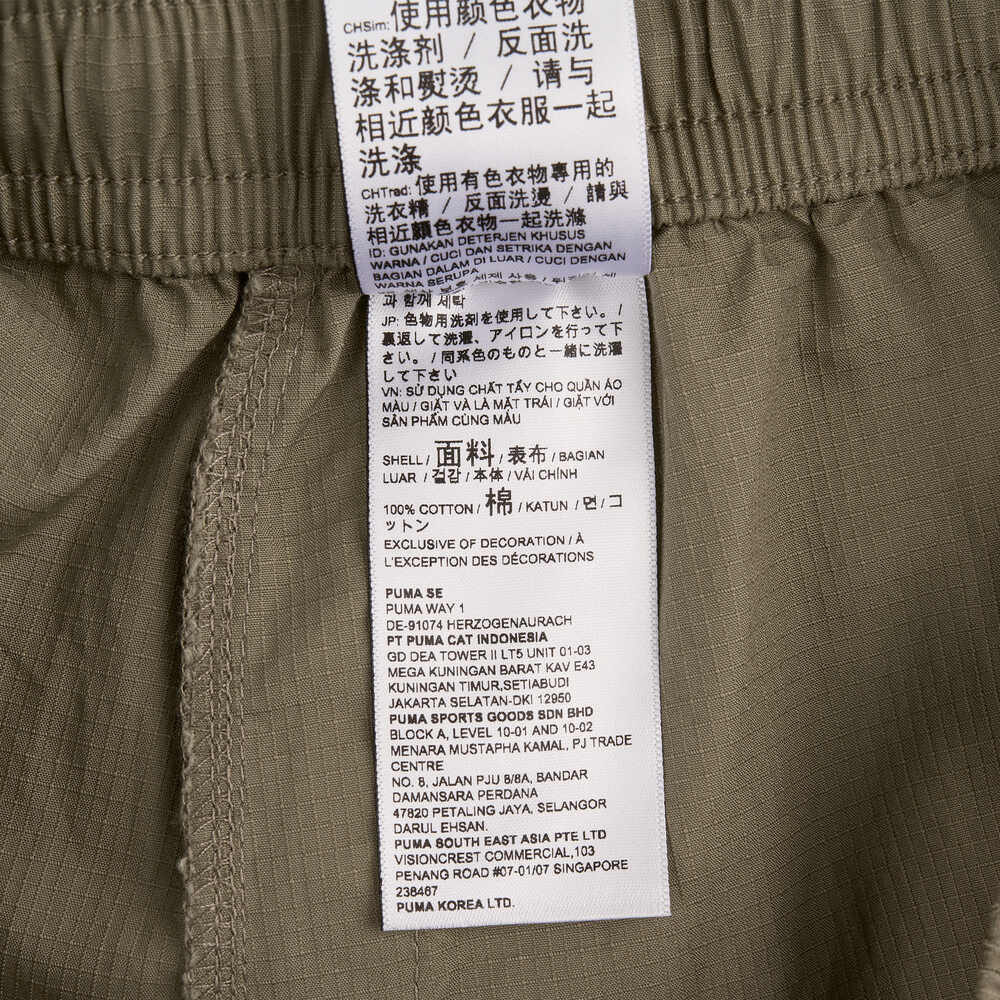 CHSim: 使用颜色衣物
洗涤剂 / 反面洗
涤和熨烫 / 请与
相近颜色衣服一起
洗涤
CHTrad: 使用有色衣物專用的
洗衣精 / 反面洗燙 / 請與
相近顏色衣物一起洗滌
ID: GUNAKAN DETERJEN KHUSUS
WARNA / CUCI DAN SETRIKA DENGAN
BAGIAN DALAM DI LUAR / CUCI DENGAN
WARNA SERUPA
과 함께 세탁
JP: 色物用洗剤を使用して下さい。 /
裏返して洗濯、アイロンを行って下
さい。 / 同系色のものと一緒に洗濯
して下さい
VN: SỬ DỤNG CHẤT TẨY CHO QUẦN ÁO
MÀU / GIẶT VÀ LÀ MẶT TRÁI / GIẶT VỚI
SẢN PHẨM CÙNG MÀU
SHELL / 面料 / 表布 / BAGIAN
LUAR / 겉감 / 本体 / VẢI CHÍNH
100% COTTON / 棉 / KATUN / 면 / コ
ットン
EXCLUSIVE OF DECORATION / À
L'EXCEPTION DES DÉCORATIONS
PUMA SE
PUMA WAY 1
DE-91074 HERZOGENAURACH
PT PUMA CAT INDONESIA
GD DEA TOWER II LT5 UNIT 01-03
MEGA KUNINGAN BARAT KAV E43
KUNINGAN TIMUR,SETIABUDI
JAKARTA SELATAN-DKI 12950
PUMA SPORTS GOODS SDN BHD
BLOCK A, LEVEL 10-01 AND 10-02
MENARA MUSTAPHA KAMAL, PJ TRADE
CENTRE
NO. 8, JALAN PJU 8/8A, BANDAR
DAMANSARA PERDANA
47820 PETALING JAYA, SELANGOR
DARUL EHSAN.
PUMA SOUTH EAST ASIA PTE LTD
VISIONCREST COMMERCIAL,103
PENANG ROAD #07-01/07 SINGAPORE
238467
PUMA KOREA LTD.